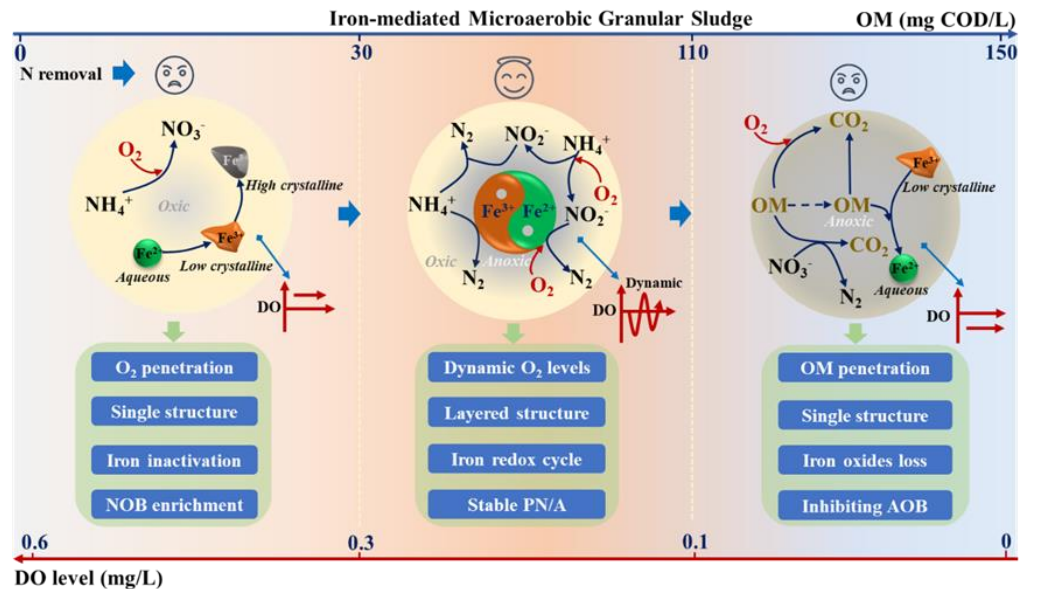 Iron-mediated Microaerobic Granular Sludge
OM (mg COD/L)
0
30
110
150
N removal
NO₃⁻
O₂
NH₄⁺
Oxic
High crystalline
Fe³⁺
Fe²⁺
Aqueous
Low crystalline
DO
N₂
NO₂⁻
NH₄⁺
O₂
NH₄⁺
Fe³⁺
Fe²⁺
NO₂⁻
Oxic
Anoxic
N₂
O₂
N₂
Dynamic
DO
O₂
CO₂
Fe³⁺
Low crystalline
OM
OM
Anoxic
CO₂
NO₃⁻
Fe²⁺
Aqueous
N₂
DO
O₂ penetration
Single structure
Iron inactivation
NOB enrichment
Dynamic O₂ levels
Layered structure
Iron redox cycle
Stable PN/A
OM penetration
Single structure
Iron oxides loss
Inhibiting AOB
0.6
0.3
0.1
0
DO level (mg/L)